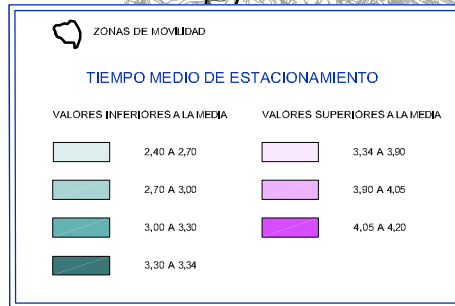 ZONAS DE MOVILIDAD
TIEMPO MEDIO DE ESTACIONAMIENTO
VALORES INFERIORES A LA MEDIA
2,40 A 2,70
2,70 A 3,00
3,00 A 3,30
3,30 A 3,34
VALORES SUPERIORES A LA MEDIA
3,34 A 3,90
3,90 A 4,05
4,05 A 4,20